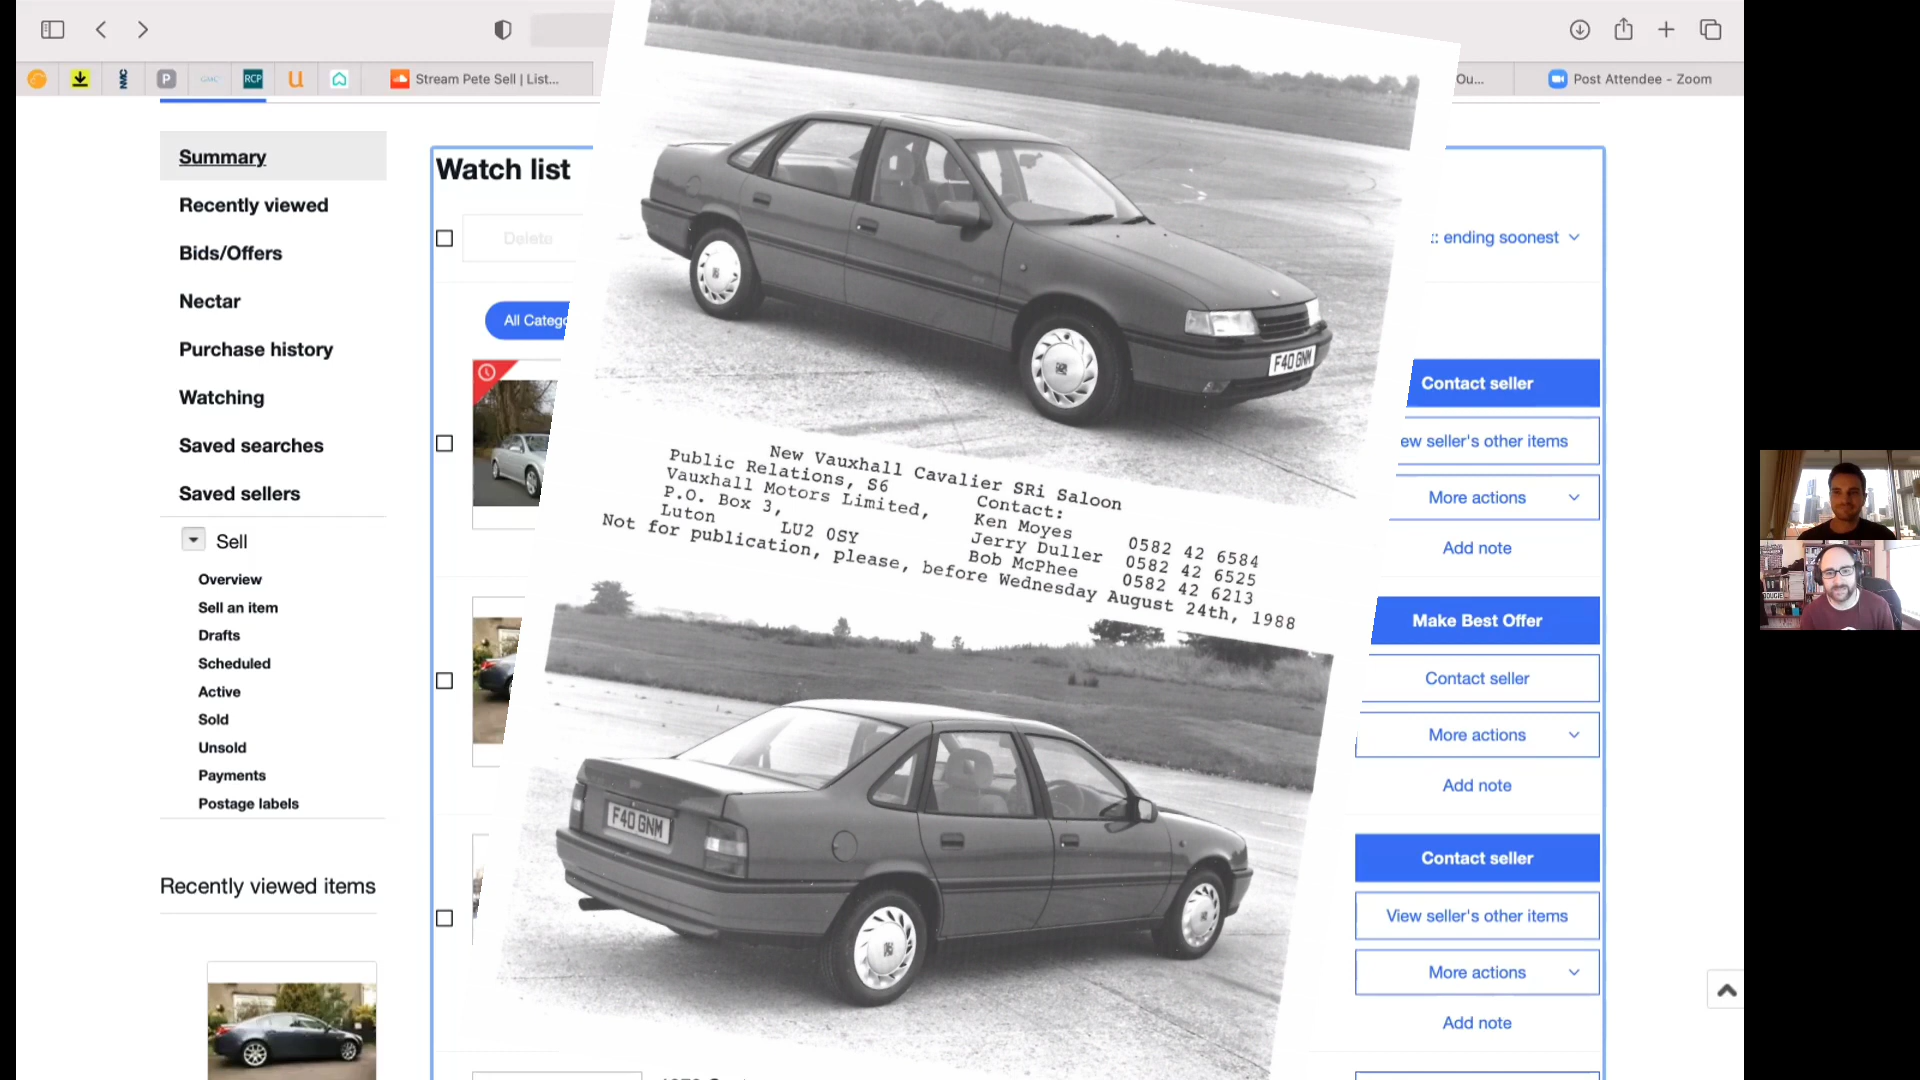 Stream Pete Sell | List...
Ou...
Post Attendee - Zoom
NMC
P
GMC
RCP
Summary
Recently viewed
Bids/Offers
Nectar
Purchase history
Watching
Saved searches
Saved sellers
Sell
Overview
Sell an item
Drafts
Scheduled
Active
Sold
Unsold
Payments
Postage labels
Recently viewed items
Watch list
Delete
:: ending soonest
All Catego
F40 GNM
New Vauxhall Cavalier SRi Saloon
Public Relations, S6
Vauxhall Motors Limited,
P.O. Box 3,
Luton LU2 0SY
Contact:
Ken Moyes 0582 42 6584
Jerry Duller 0582 42 6525
Bob McPhee 0582 42 6213
Not for publication, please, before Wednesday August 24th, 1988
F40 GNM
Contact seller
ew seller's other items
More actions
Add note
Make Best Offer
Contact seller
More actions
Add note
Contact seller
View seller's other items
More actions
Add note
DOUGIE